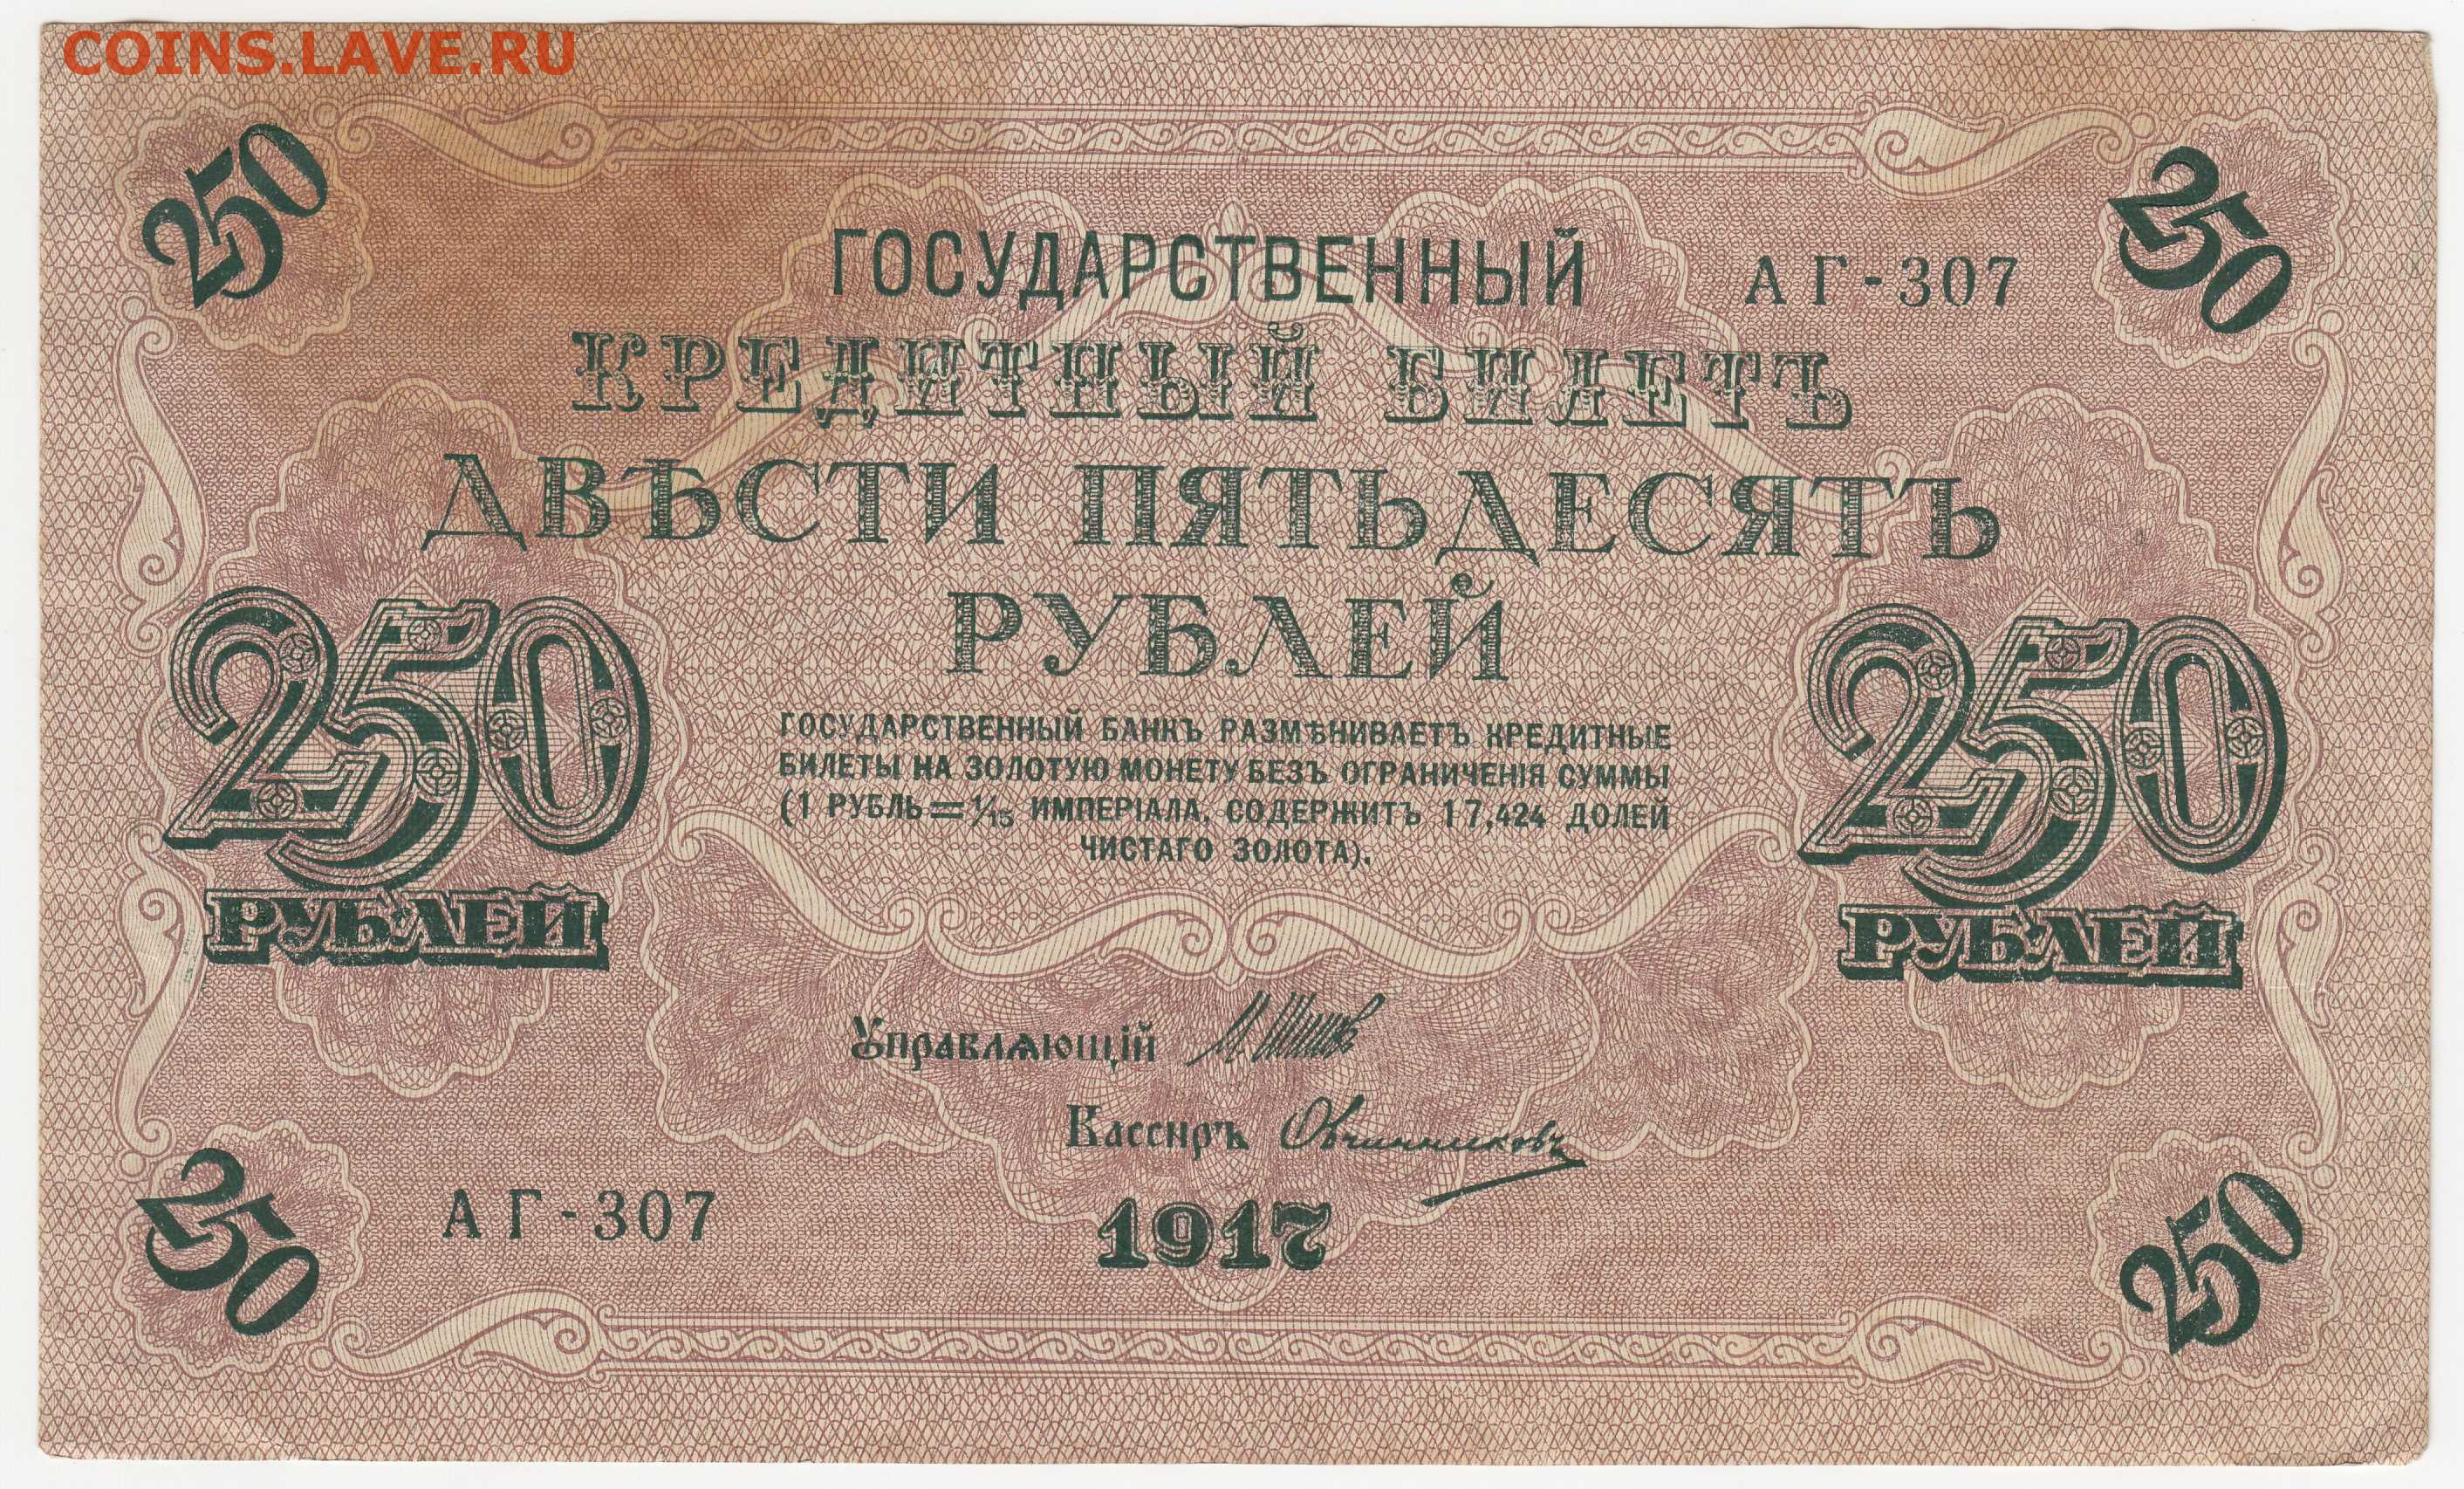 COINS.LAVE.RU
250
250
ГОСУДАРСТВЕННЫЙ
АГ-307
КРЕДИТНЫЙ БИЛЕТЪ
ДВѢСТИ ПЯТЬДЕСЯТЪ
РУБЛЕЙ
250
РУБЛЕЙ
ГОСУДАРСТВЕННЫЙ БАНКЪ РАЗМѢНИВАЕТЪ КРЕДИТНЫЕ
БИЛЕТЫ НА ЗОЛОТУЮ МОНЕТУ БЕЗЪ ОГРАНИЧЕНІЯ СУММЫ
(1 РУБЛЬ=1/15 ИМПЕРІАЛА, СОДЕРЖИТЪ 17,424 ДОЛЕЙ
ЧИСТАГО ЗОЛОТА).
250
РУБЛЕЙ
Управляющій И. Шиповъ
Кассиръ Овчинниковъ
АГ-307
1917
250
250